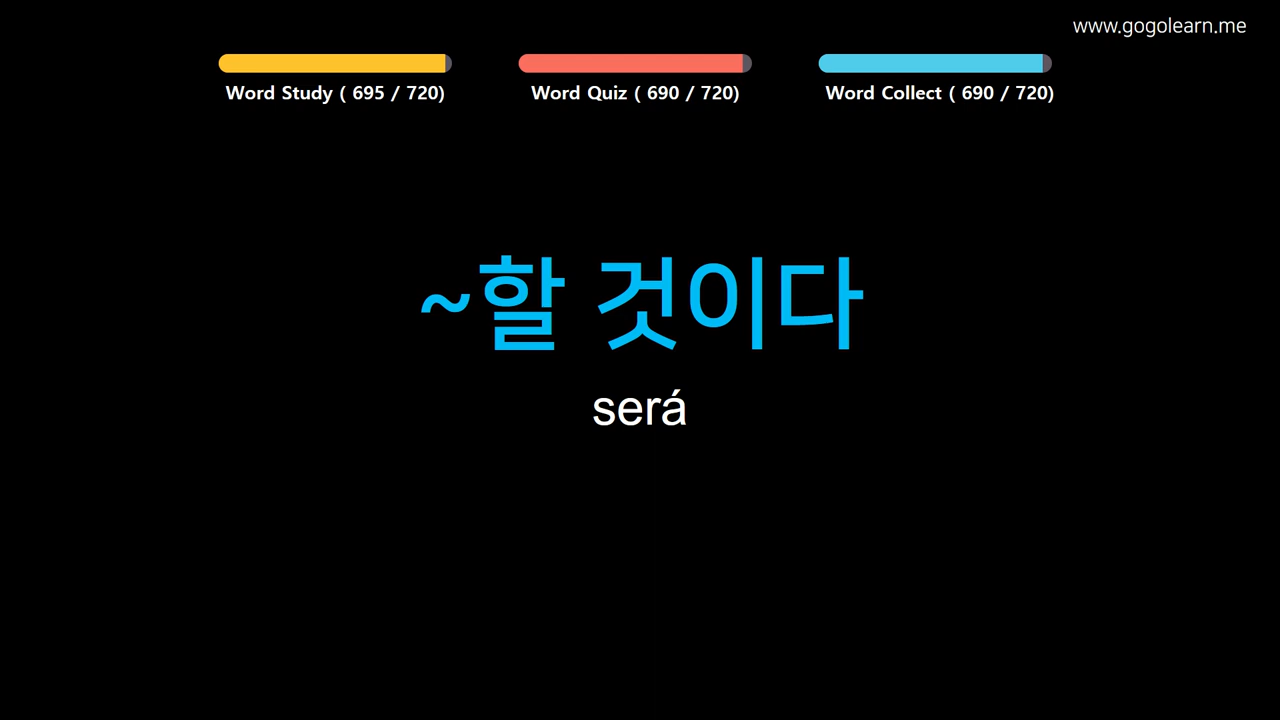 www.gogolearn.me
Word Study ( 695 / 720)
Word Quiz ( 690 / 720)
Word Collect ( 690 / 720)
~할 것이다
será